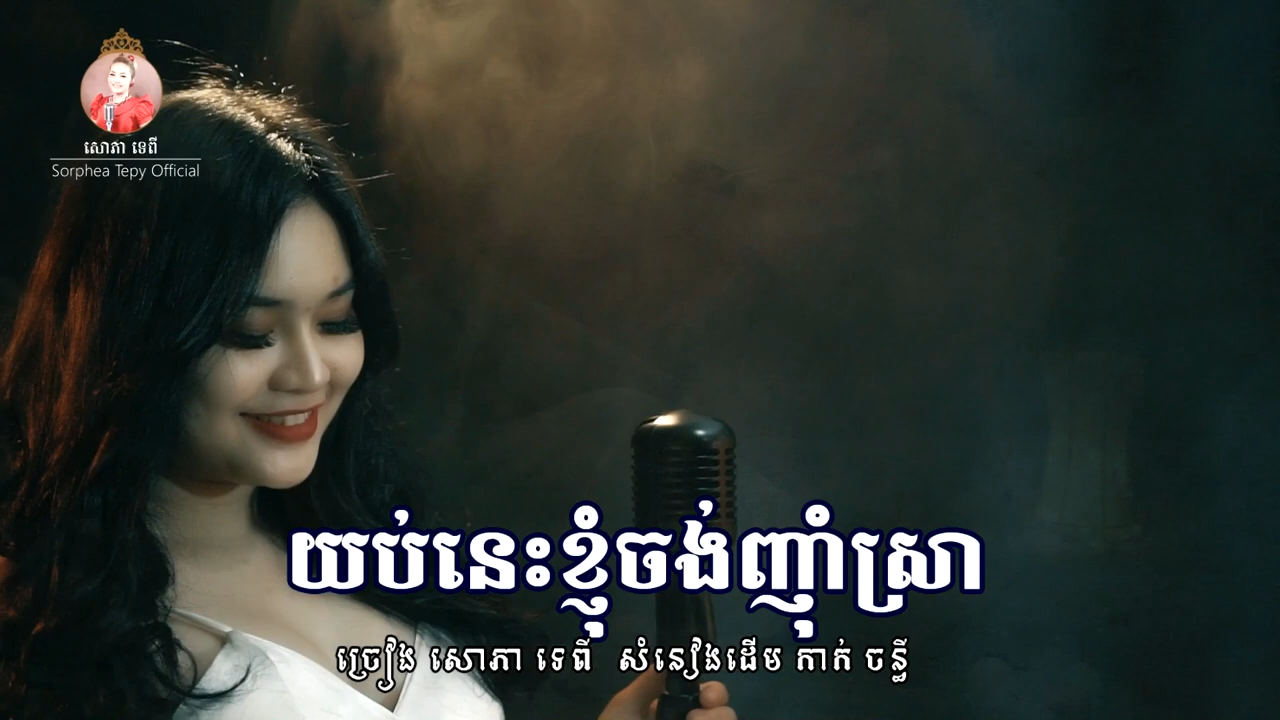 សោភា ទេពី
Sorphea Tepy Official
យប់នេះខ្ញុំចង់ញ៉ាំស្រា
ច្រៀង សោភា ទេពី សំនៀងដើម កាក់ ចន្ធី